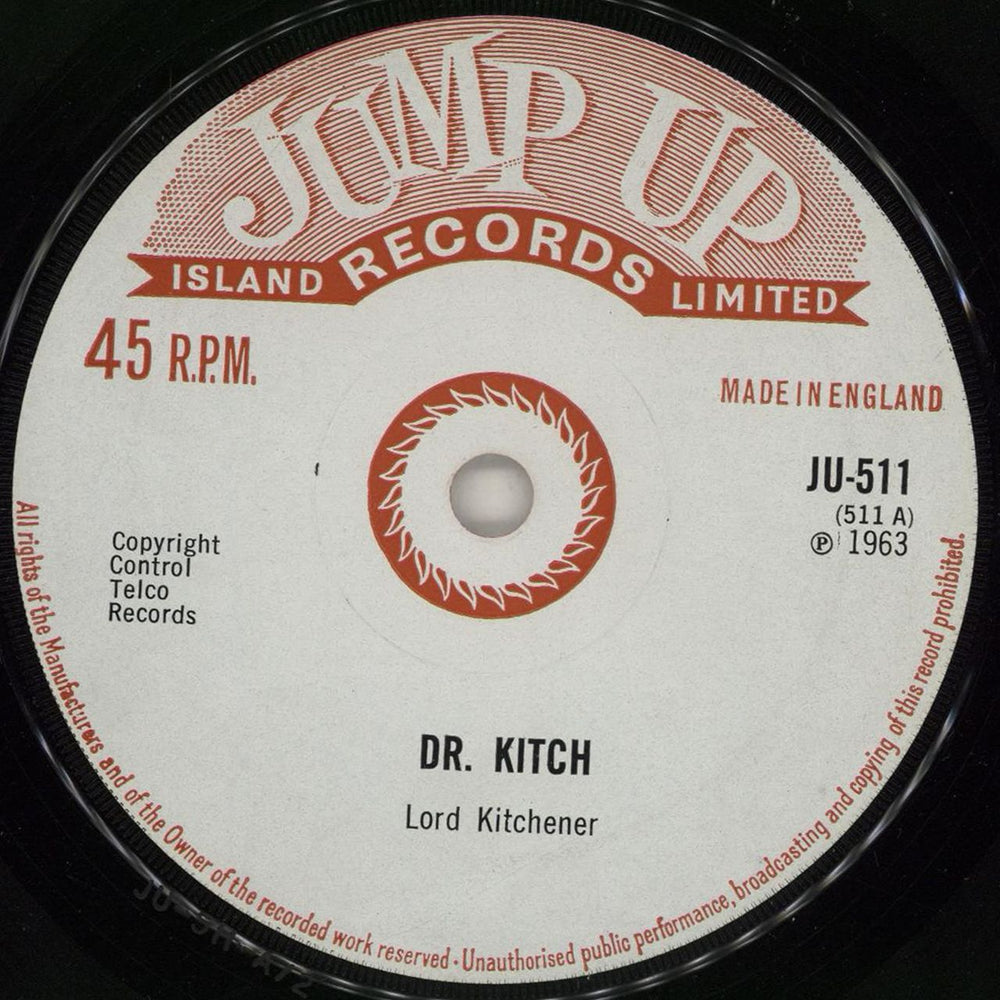 JUMP UP
ISLAND RECORDS LIMITED
45 R.P.M.
MADE IN ENGLAND
JU-511
(511 A)
℗ 1963
Copyright
Control
Telco
Records
DR. KITCH
Lord Kitchener
All rights of the Manufacturers and of the Owner of the recorded work reserved · Unauthorised public performance, broadcasting and copying of this record prohibited.